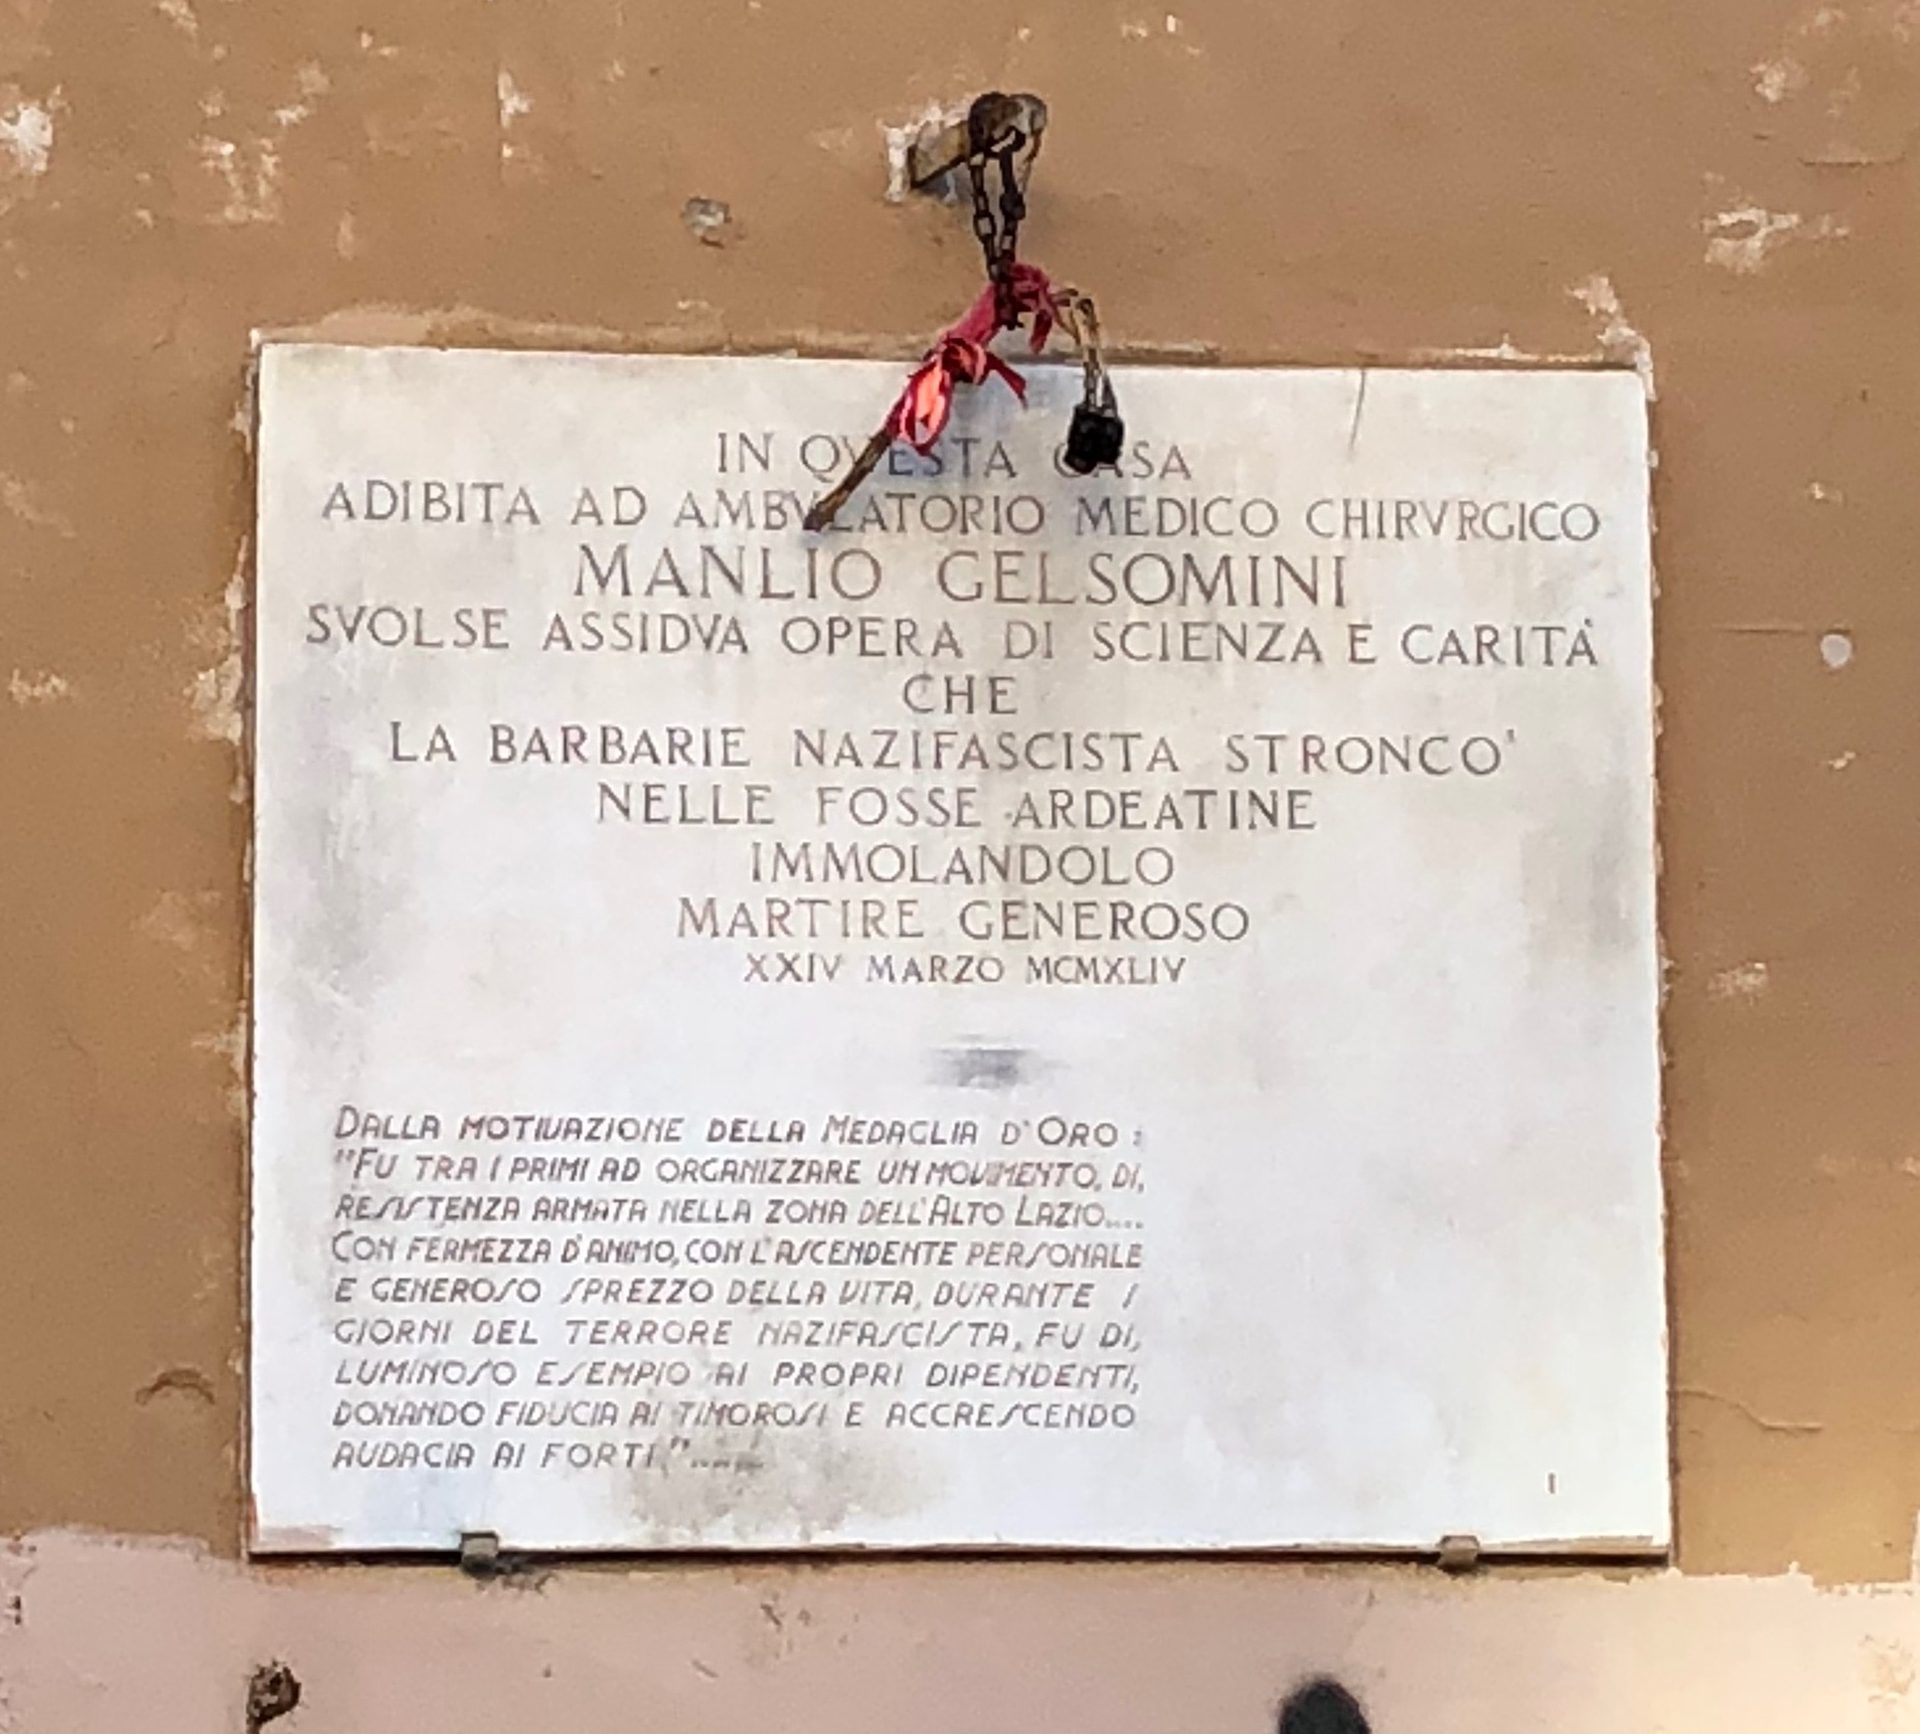 IN QVESTA CASA
ADIBITA AD AMBVLATORIO MEDICO CHIRVRGICO
MANLIO GELSOMINI
SVOLSE ASSIDVA OPERA DI SCIENZA E CARITÀ
CHE
LA BARBARIE NAZIFASCISTA STRONCO'
NELLE FOSSE ARDEATINE
IMMOLANDOLO
MARTIRE GENEROSO
XXIV MARZO MCMXLIV
DALLA MOTIVAZIONE DELLA MEDAGLIA D'ORO:
"FU TRA I PRIMI AD ORGANIZZARE UN MOVIMENTO, DI,
RESISTENZA ARMATA NELLA ZONA DELL'ALTO LAZIO....
CON FERMEZZA D'ANIMO, CON L'ASCENDENTE PERSONALE
E GENEROSO SPREZZO DELLA VITA, DURANTE I
GIORNI DEL TERRORE NAZIFASCISTA, FU DI,
LUMINOSO ESEMPIO AI PROPRI DIPENDENTI,
DONANDO FIDUCIA AI TIMOROSI E ACCRESCENDO
AUDACIA AI FORTI."......